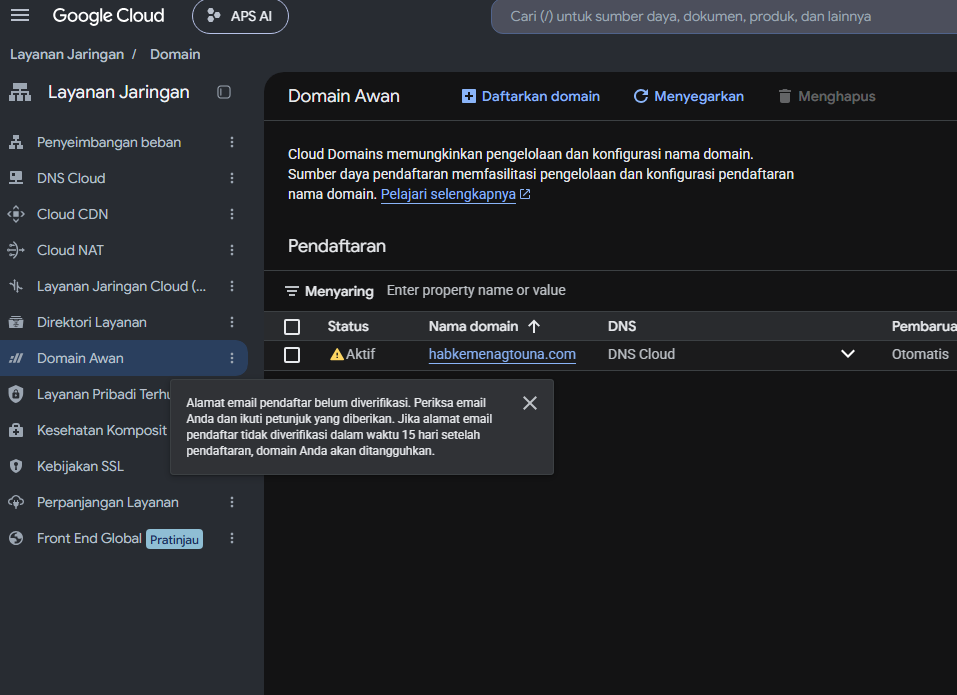 Google Cloud
APS AI
Cari (/) untuk sumber daya, dokumen, produk, dan lainnya
Layanan Jaringan / Domain
Layanan Jaringan
Penyeimbangan beban
DNS Cloud
Cloud CDN
Cloud NAT
Layanan Jaringan Cloud (...
Direktori Layanan
Domain Awan
Layanan Pribadi Terhu
Kesehatan Komposit
Kebijakan SSL
Perpanjangan Layanan
Front End Global Pratinjau
Domain Awan
Daftarkan domain
Menyegarkan
Menghapus
Cloud Domains memungkinkan pengelolaan dan konfigurasi nama domain.
Sumber daya pendaftaran memfasilitasi pengelolaan dan konfigurasi pendaftaran
nama domain. Pelajari selengkapnya
Pendaftaran
Menyaring Enter property name or value
Status Nama domain DNS Pembarua
Aktif habkemenagtouna.com DNS Cloud Otomatis
Alamat email pendaftar belum diverifikasi. Periksa email
Anda dan ikuti petunjuk yang diberikan. Jika alamat email
pendaftar tidak diverifikasi dalam waktu 15 hari setelah
pendaftaran, domain Anda akan ditangguhkan.